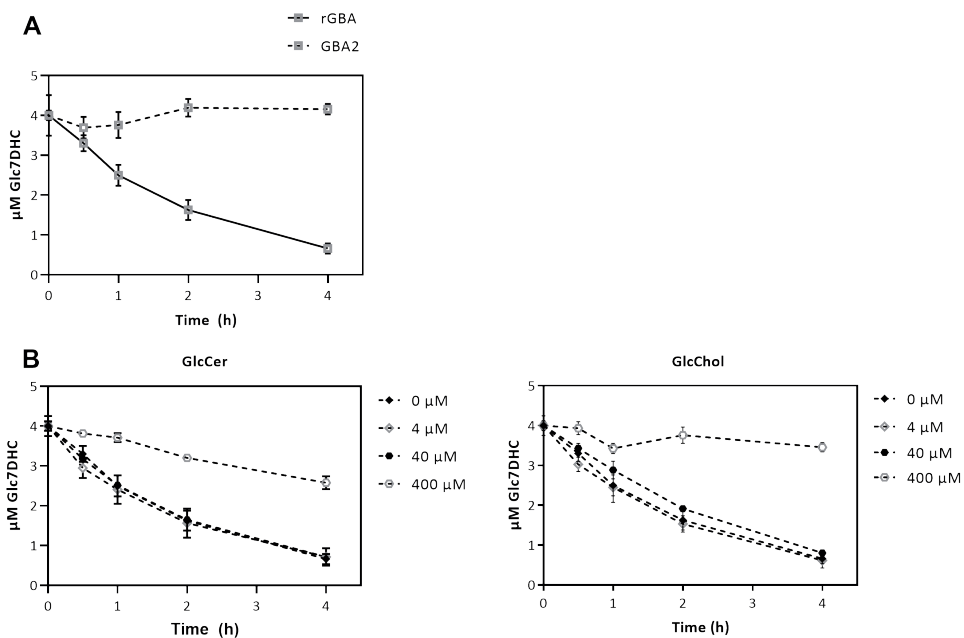 A
rGBA
GBA2
5
4
3
2
1
0
µM Glc7DHC
0 1 2 3 4
Time (h)
B
GlcCer
5
4
3
2
1
0
µM Glc7DHC
0 1 2 3 4
Time (h)
0 µM
4 µM
40 µM
400 µM
GlcChol
5
4
3
2
1
0
µM Glc7DHC
0 1 2 3 4
Time (h)
0 µM
4 µM
40 µM
400 µM